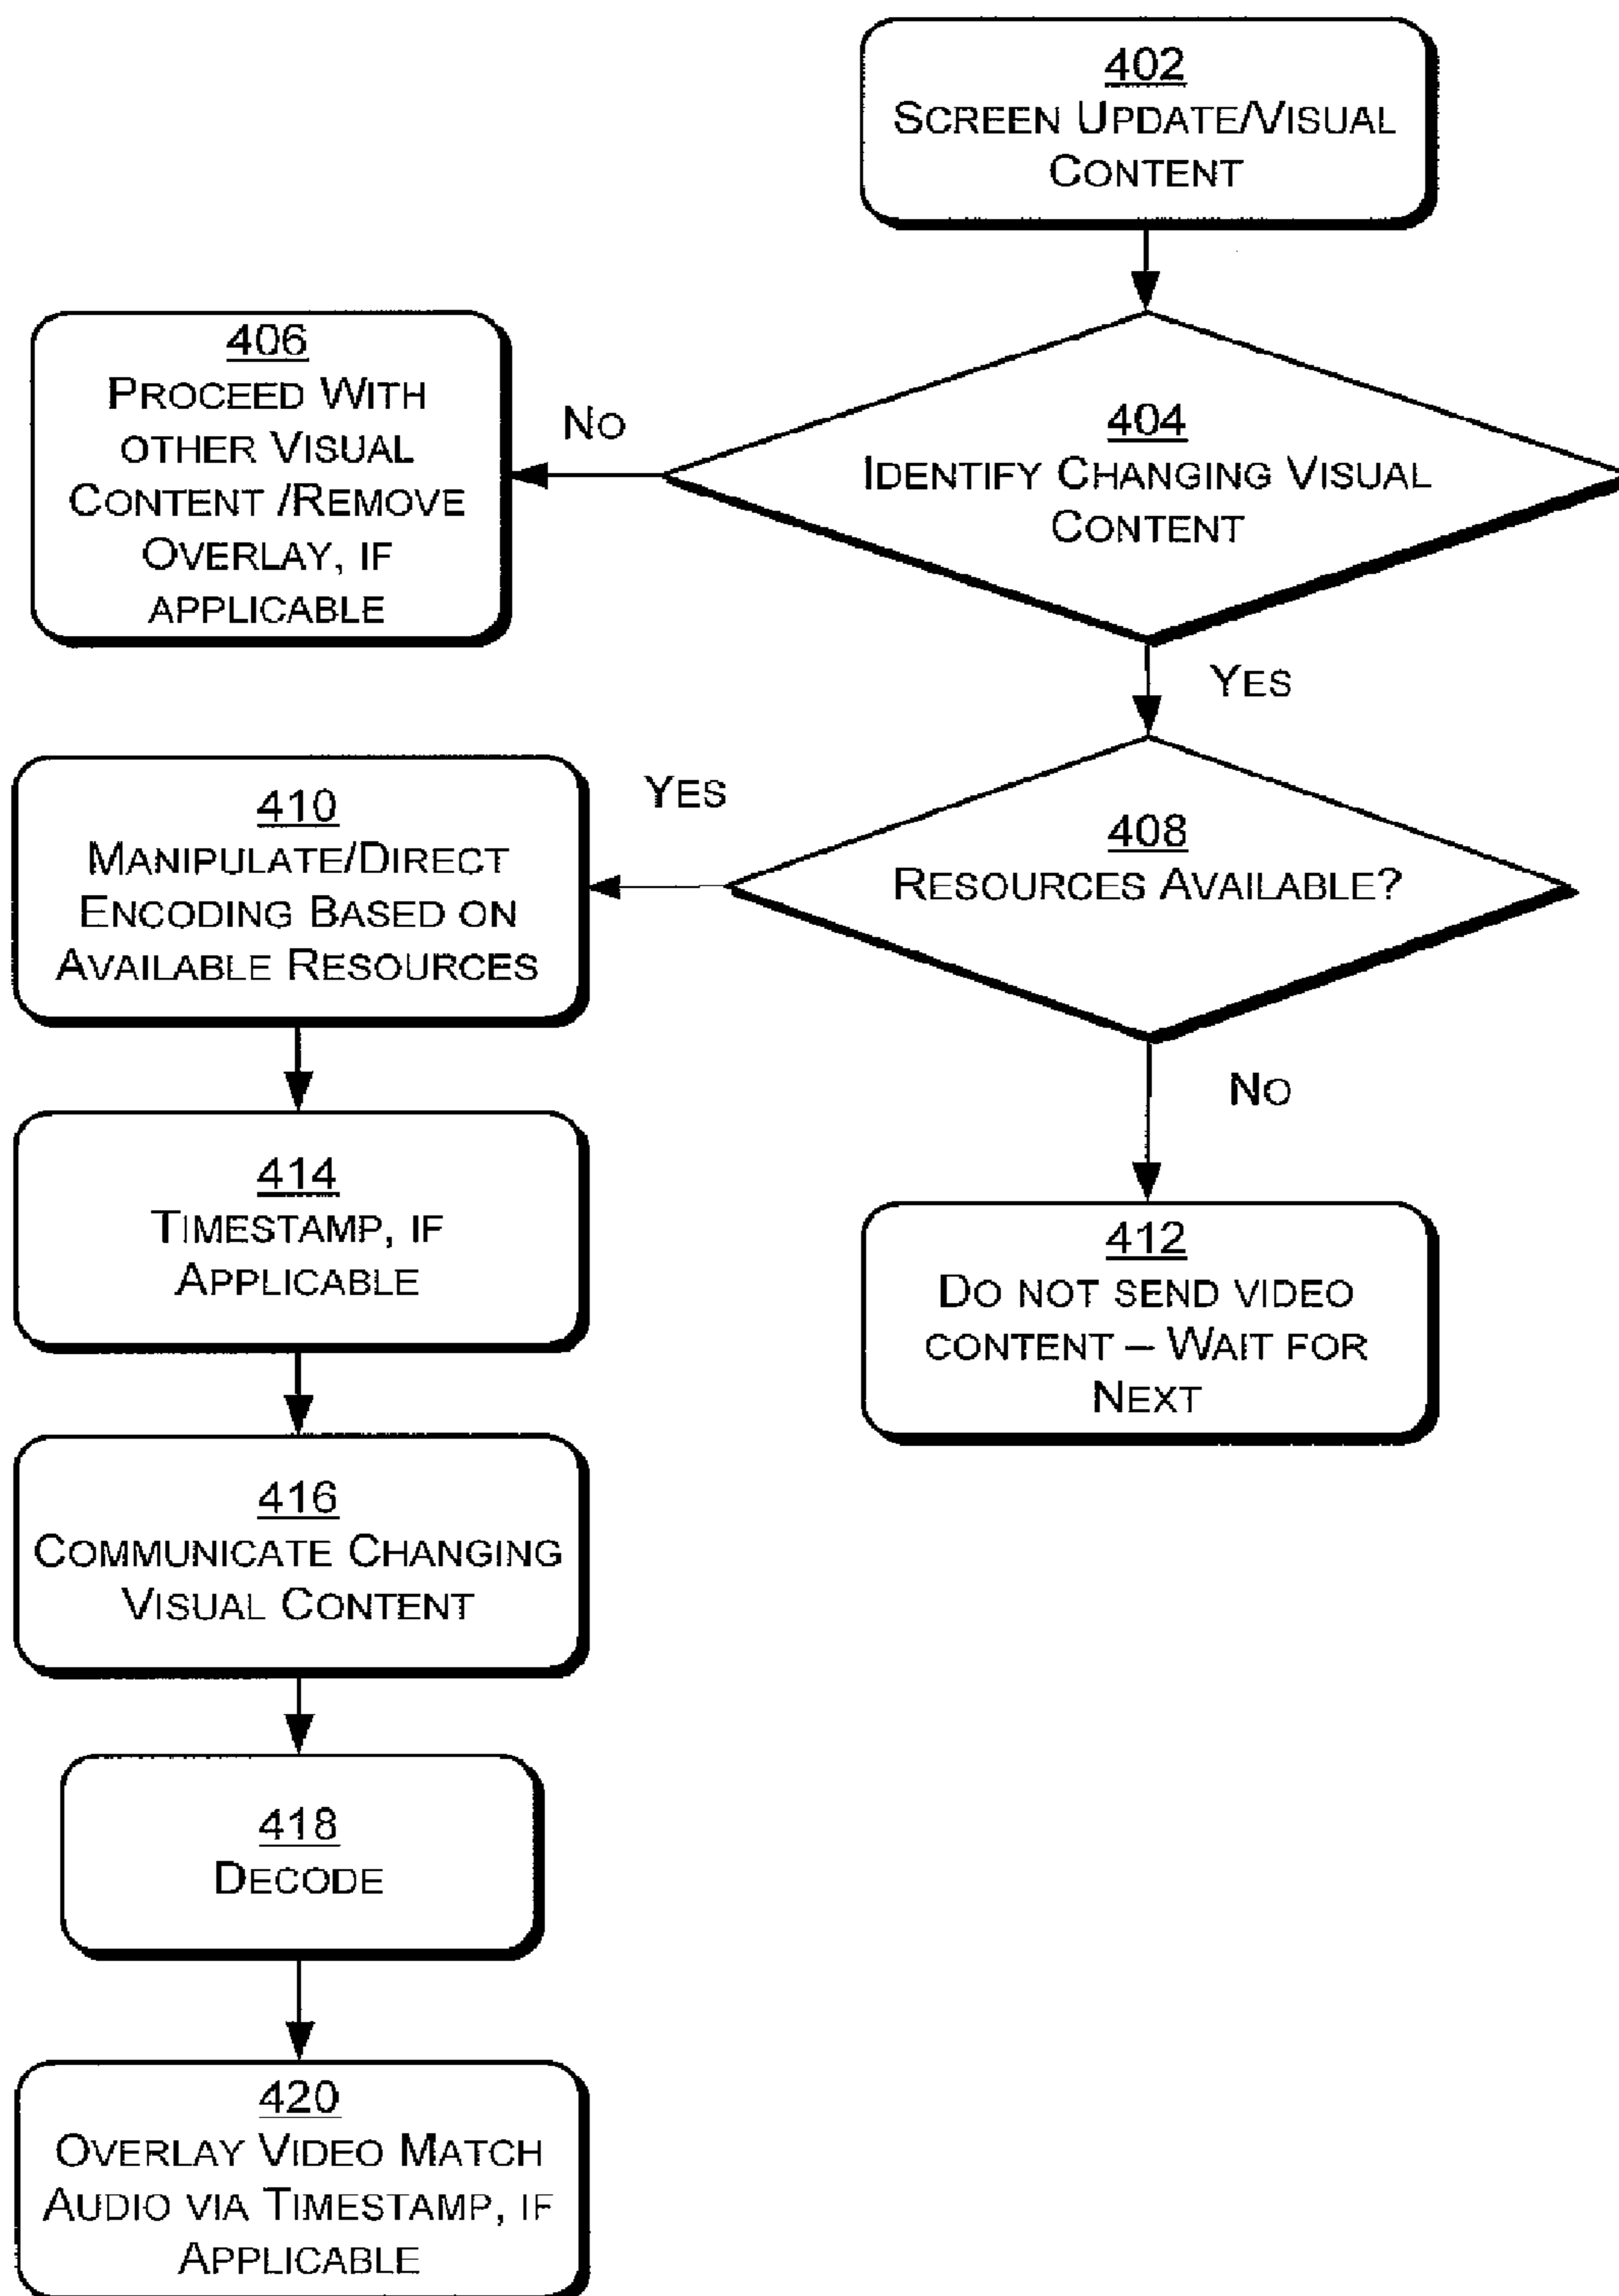 402
SCREEN UPDATE/VISUAL
CONTENT
404
IDENTIFY CHANGING VISUAL
CONTENT
NO
406
PROCEED WITH
OTHER VISUAL
CONTENT /REMOVE
OVERLAY, IF
APPLICABLE
YES
408
RESOURCES AVAILABLE?
YES
410
MANIPULATE/DIRECT
ENCODING BASED ON
AVAILABLE RESOURCES
NO
412
DO NOT SEND VIDEO
CONTENT – WAIT FOR
NEXT
414
TIMESTAMP, IF
APPLICABLE
416
COMMUNICATE CHANGING
VISUAL CONTENT
418
DECODE
420
OVERLAY VIDEO MATCH
AUDIO VIA TIMESTAMP, IF
APPLICABLE